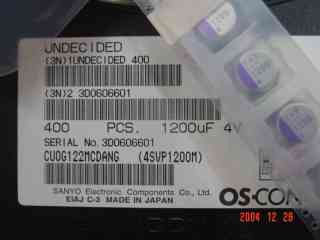 UNDECIDED
(3N)1UNDECIDED 400
(3N)2 3D0606601
400 PCS. 1200uF 4V
SERIAL No.3D0606601
CU0G122MCDANG (4SVP1200M)
SANYO Electronic Components Co., Ltd.
EIAJ C-3 MADE IN JAPAN
OS-CON
2004 12 28